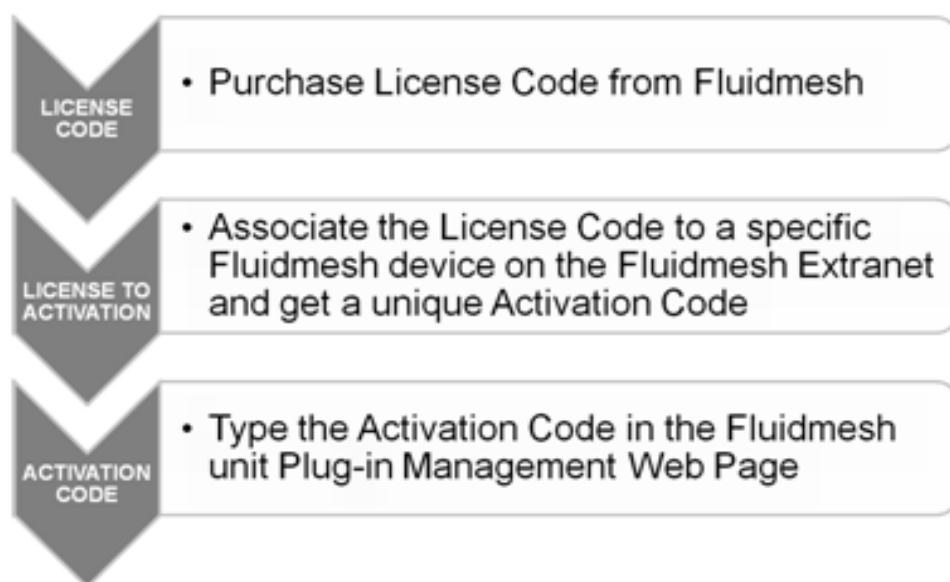 LICENSE
CODE
• Purchase License Code from Fluidmesh
LICENSE TO
ACTIVATION
• Associate the License Code to a specific
Fluidmesh device on the Fluidmesh Extranet
and get a unique Activation Code
ACTIVATION
CODE
• Type the Activation Code in the Fluidmesh
unit Plug-in Management Web Page